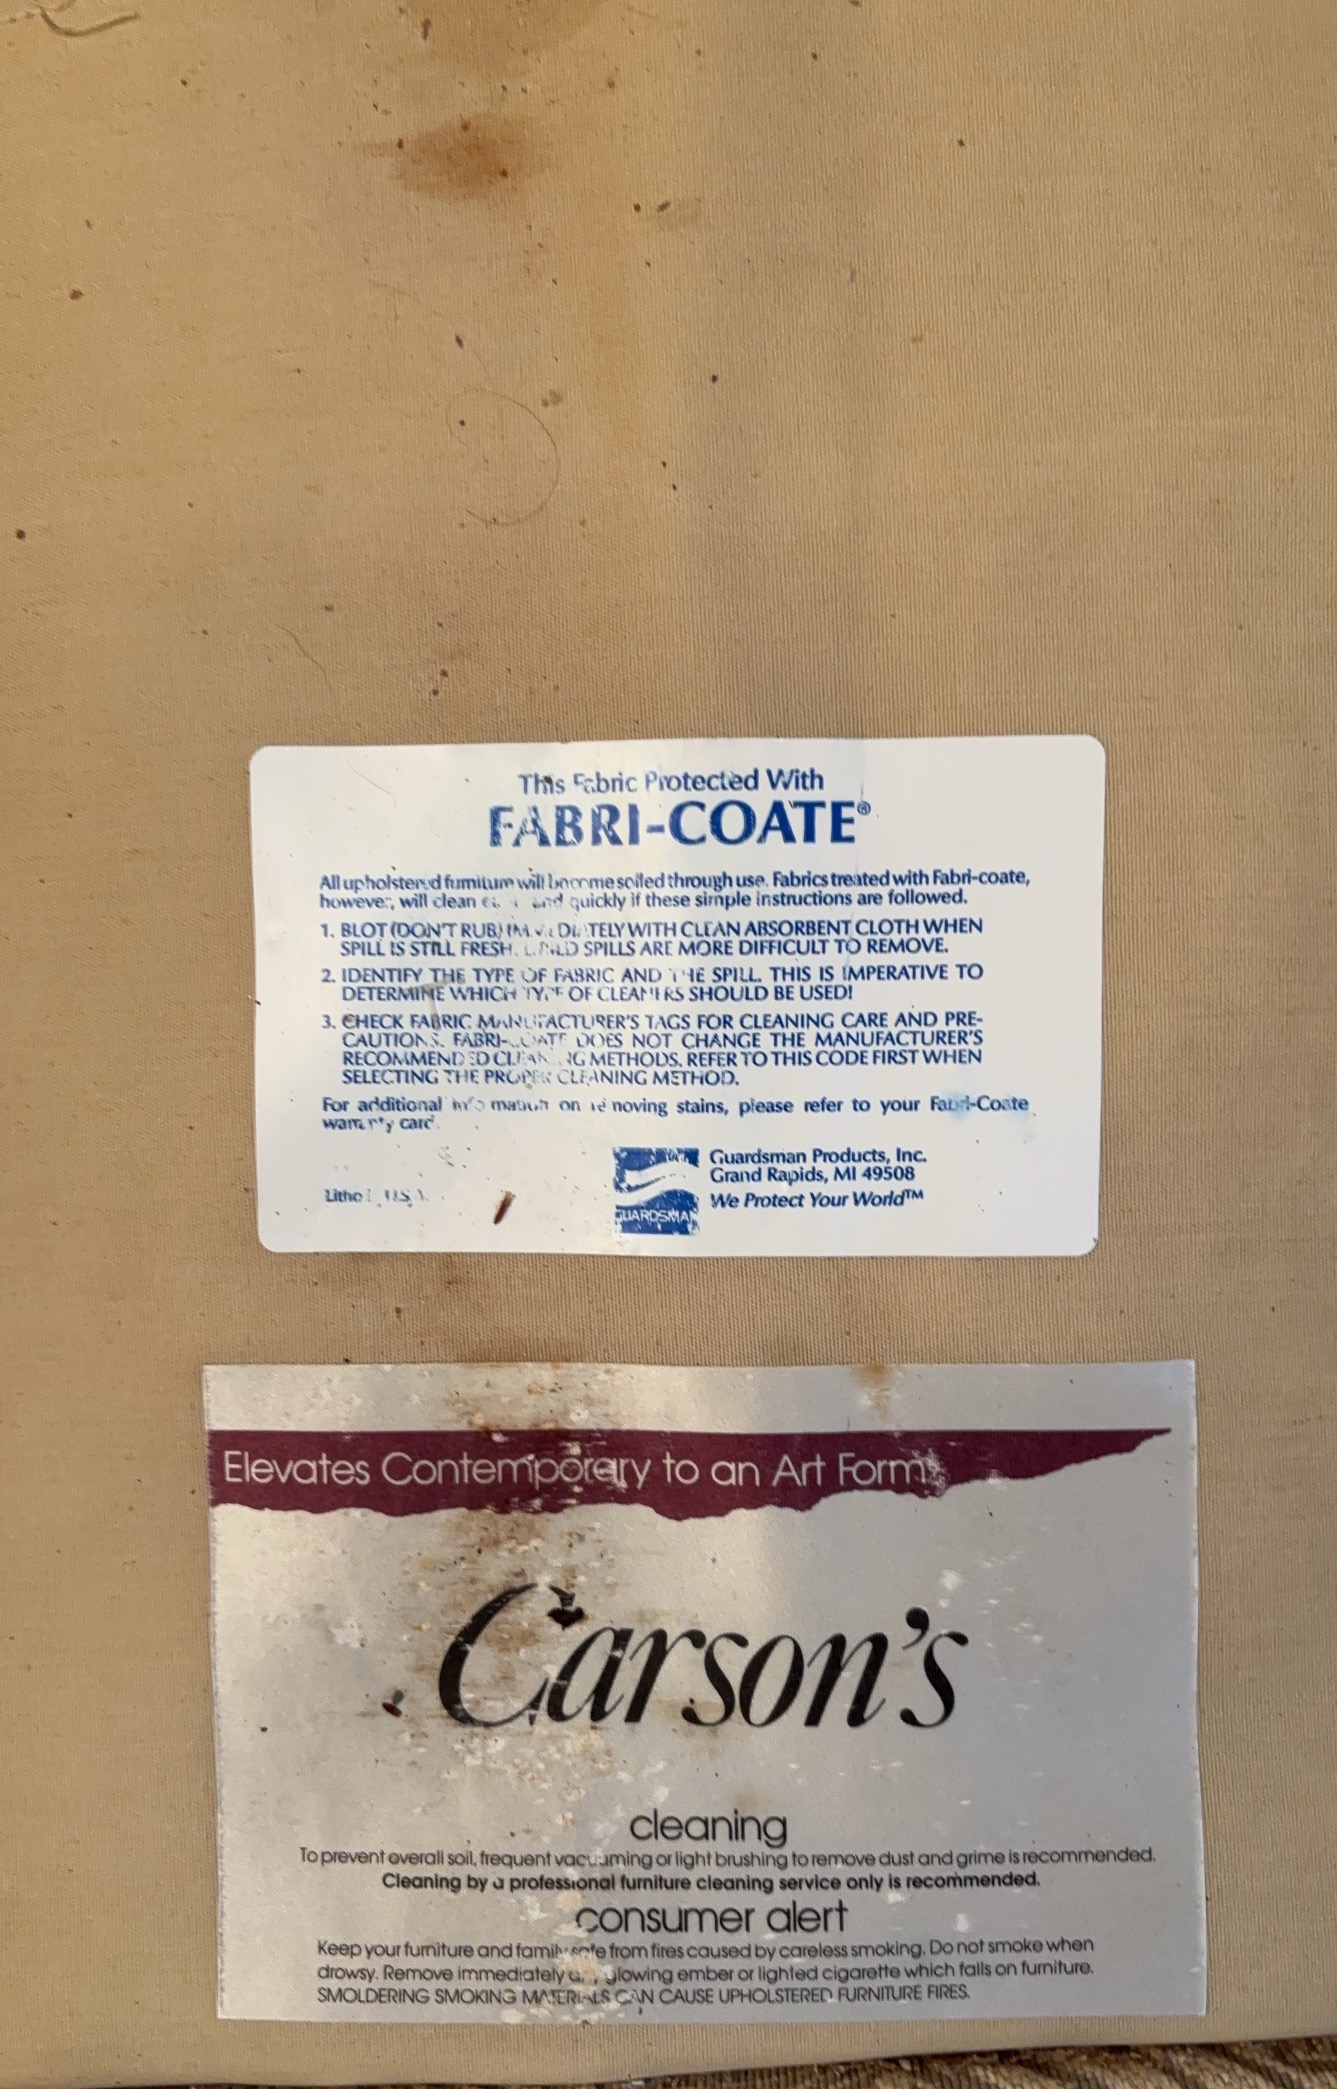 This Fabric Protected With
FABRI-COATE®
All upholstered furniture will become soiled through use. Fabrics treated with Fabri-coate,
however, will clean and quickly if these simple instructions are followed.
1. BLOT (DON'T RUB) IMMEDIATELY WITH CLEAN ABSORBENT CLOTH WHEN
SPILL IS STILL FRESH. SPILLS ARE MORE DIFFICULT TO REMOVE.
2. IDENTIFY THE TYPE OF FABRIC AND THE SPILL. THIS IS IMPERATIVE TO
DETERMINE WHICH TYPE OF CLEANERS SHOULD BE USED!
3. CHECK FABRIC MANUFACTURER'S TAGS FOR CLEANING CARE AND PRE-
CAUTIONS. FABRI-COATE DOES NOT CHANGE THE MANUFACTURER'S
RECOMMENDED CLEANING METHODS. REFER TO THIS CODE FIRST WHEN
SELECTING THE PROPER CLEANING METHOD.
For additional information on removing stains, please refer to your Fabri-Coate
warranty card.
Guardsman Products, Inc.
Grand Rapids, MI 49508
We Protect Your World™
Litho U.S.A.
GUARDSMAN
Elevates Contemporary to an Art Form
Carson's
cleaning
To prevent overall soil, frequent vacuuming or light brushing to remove dust and grime is recommended.
Cleaning by a professional furniture cleaning service only is recommended.
consumer alert
Keep your furniture and family safe from fires caused by careless smoking. Do not smoke when
drowsy. Remove immediately any glowing ember or lighted cigarette which falls on furniture.
SMOLDERING SMOKING MATERIALS CAN CAUSE UPHOLSTERED FURNITURE FIRES.